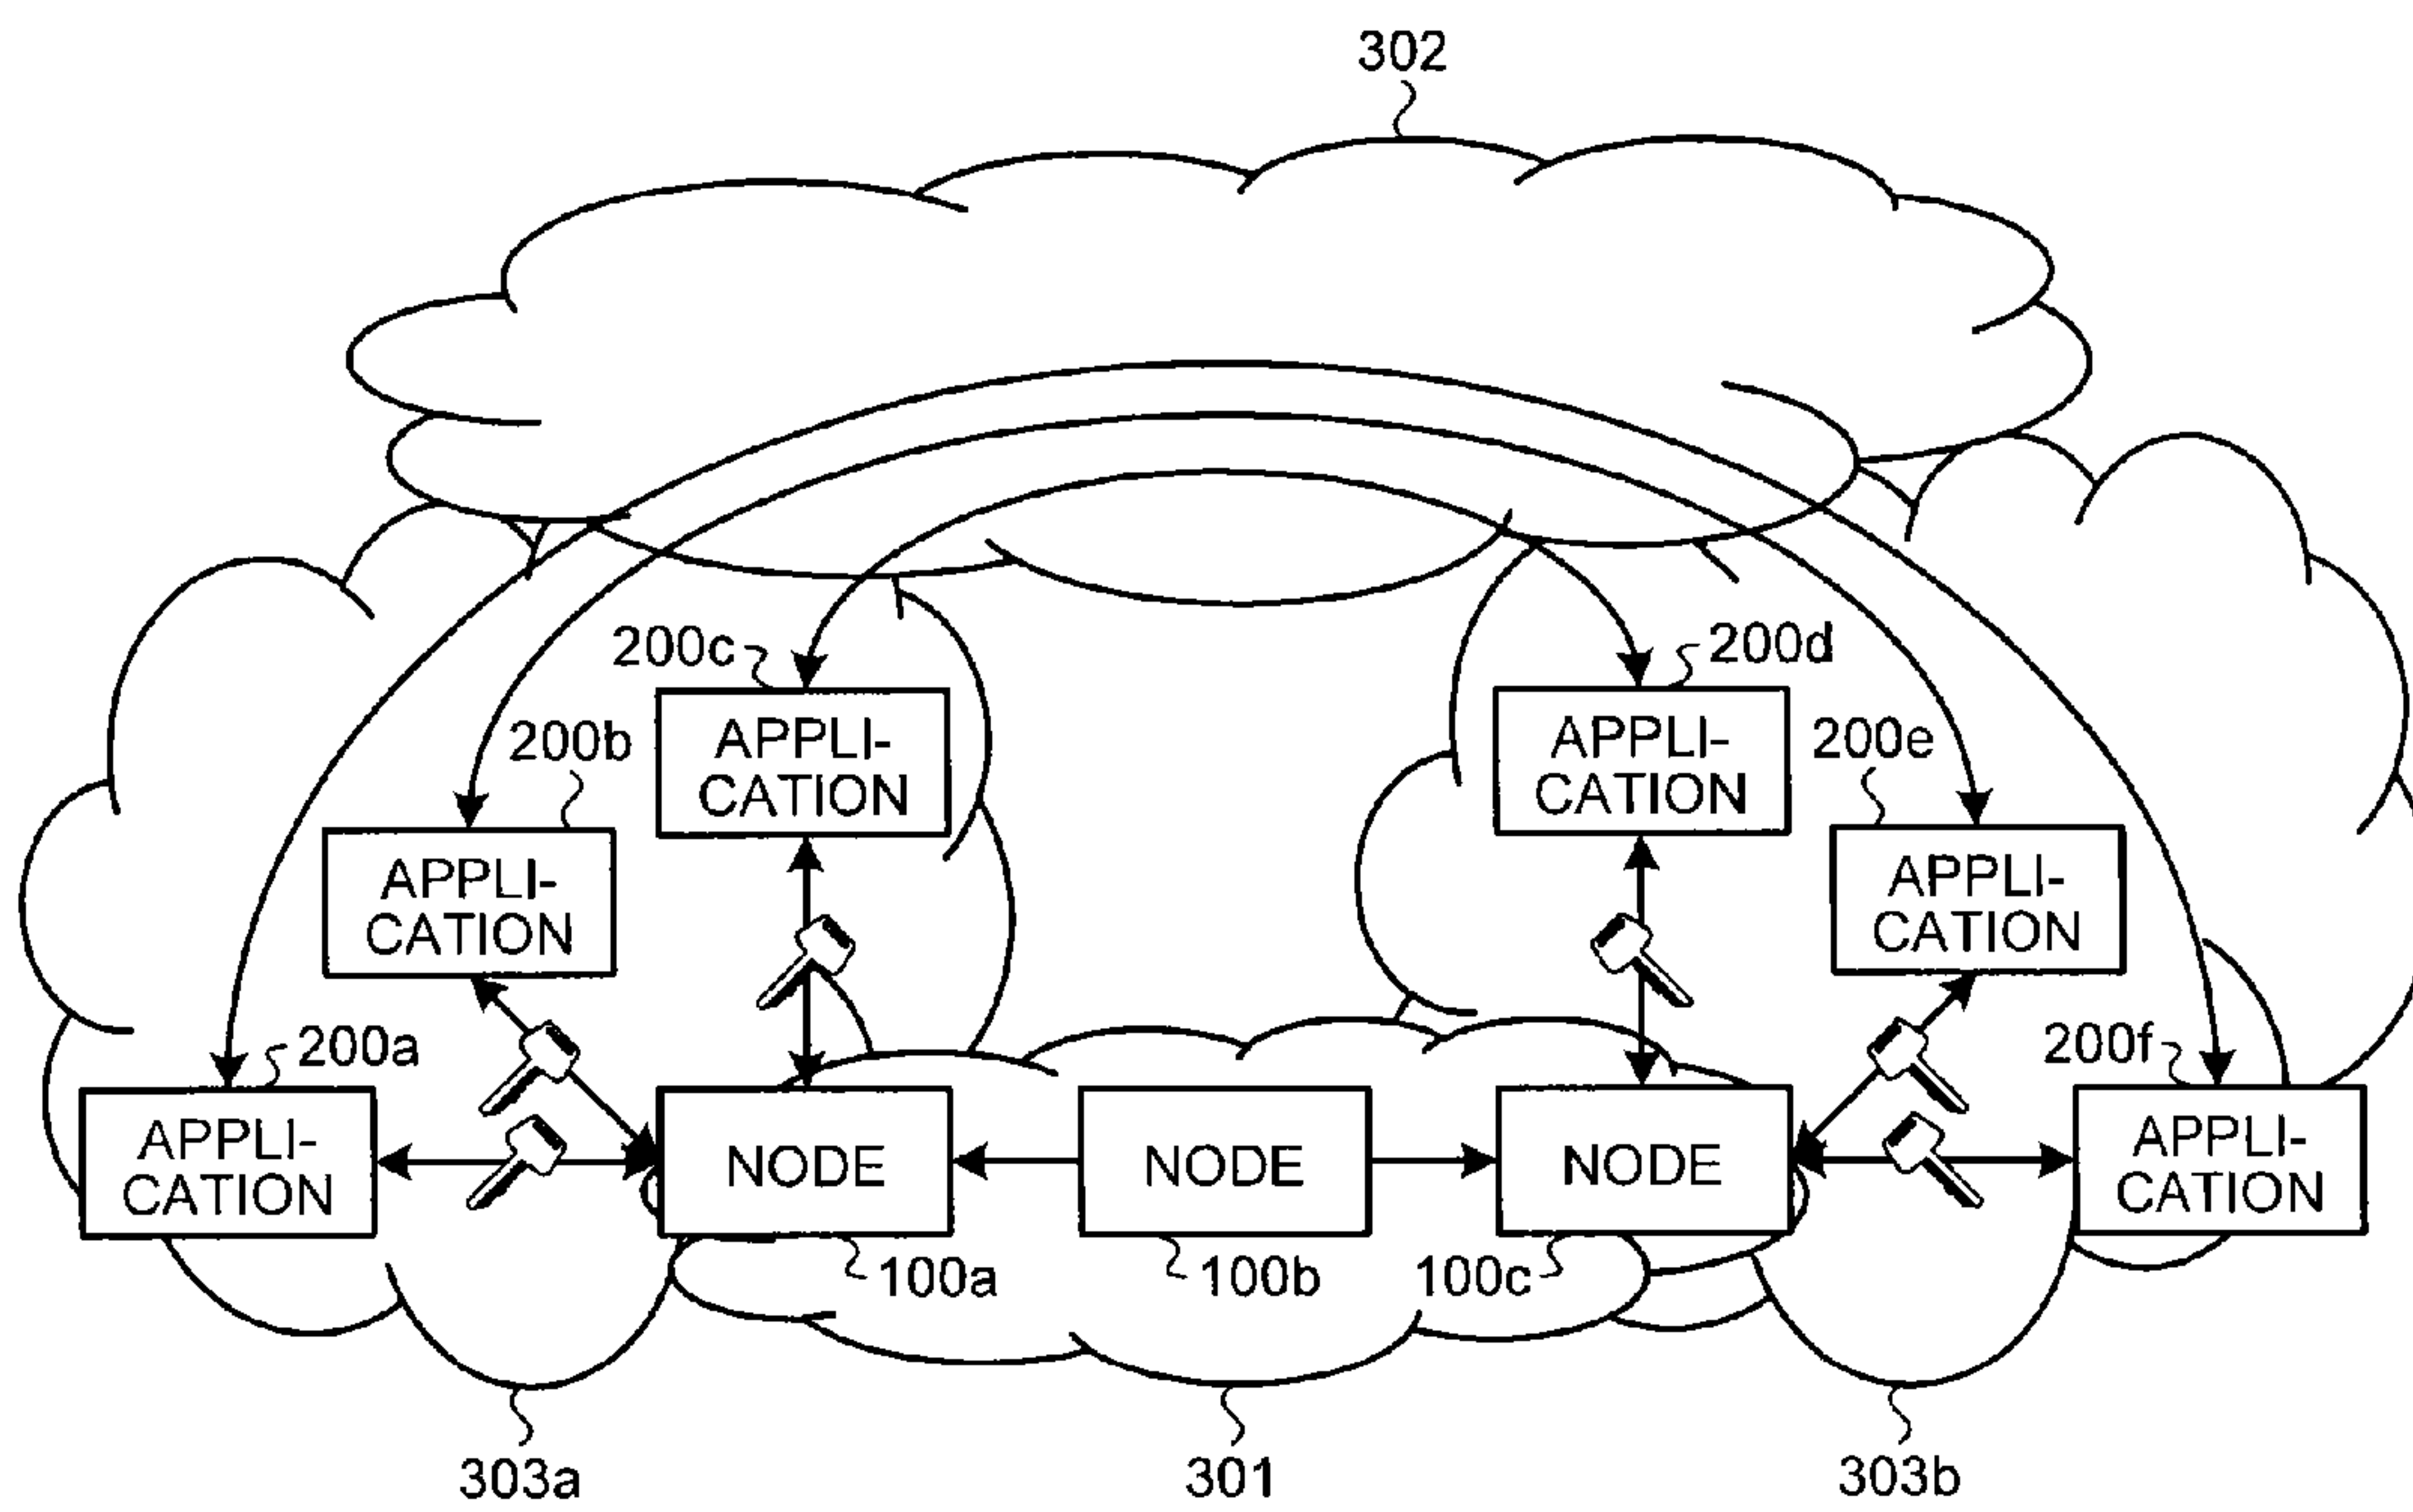 302
200c
200d
200b
APPLI-
CATION
APPLI-
CATION
200e
APPLI-
CATION
APPLI-
CATION
200a
200f
APPLI-
CATION
NODE
NODE
NODE
APPLI-
CATION
100a
100b
100c
303a
301
303b